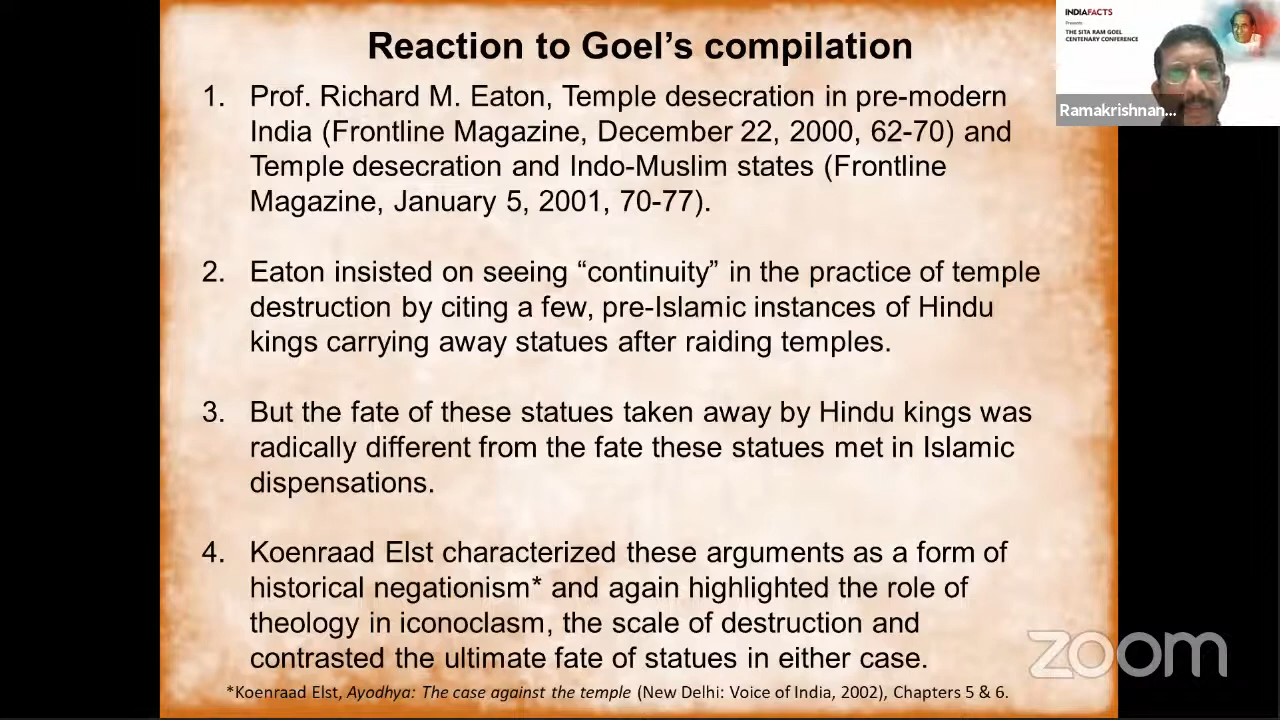 Reaction to Goel's compilation
INDIAFACTS
Presents
THE SITA RAM GOEL
CENTENARY CONFERENCE
Ramakrishnan...
1. Prof. Richard M. Eaton, Temple desecration in pre-modern
India (Frontline Magazine, December 22, 2000, 62-70) and
Temple desecration and Indo-Muslim states (Frontline
Magazine, January 5, 2001, 70-77).
2. Eaton insisted on seeing “continuity” in the practice of temple
destruction by citing a few, pre-Islamic instances of Hindu
kings carrying away statues after raiding temples.
3. But the fate of these statues taken away by Hindu kings was
radically different from the fate these statues met in Islamic
dispensations.
4. Koenraad Elst characterized these arguments as a form of
historical negationism* and again highlighted the role of
theology in iconoclasm, the scale of destruction and
contrasted the ultimate fate of statues in either case.
*Koenraad Elst, Ayodhya: The case against the temple (New Delhi: Voice of India, 2002), Chapters 5 & 6.
zoom